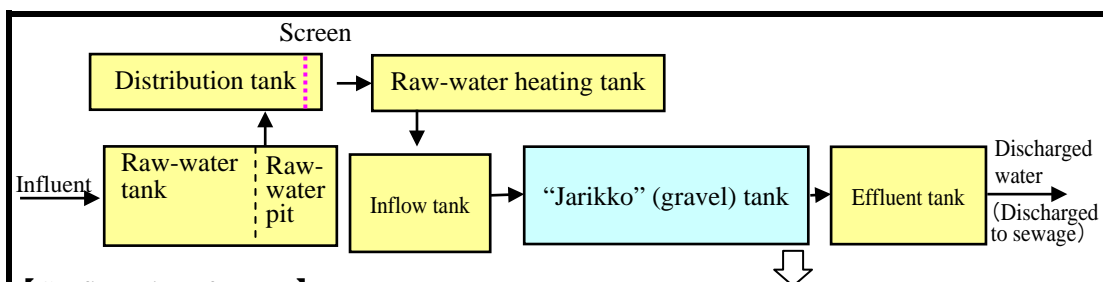 Screen
Distribution tank
Raw-water heating tank
Influent
Raw-water
tank
Raw-
water
pit
Inflow tank
“Jarikko” (gravel) tank
Effluent tank
Discharged
water
(Discharged
to sewage)